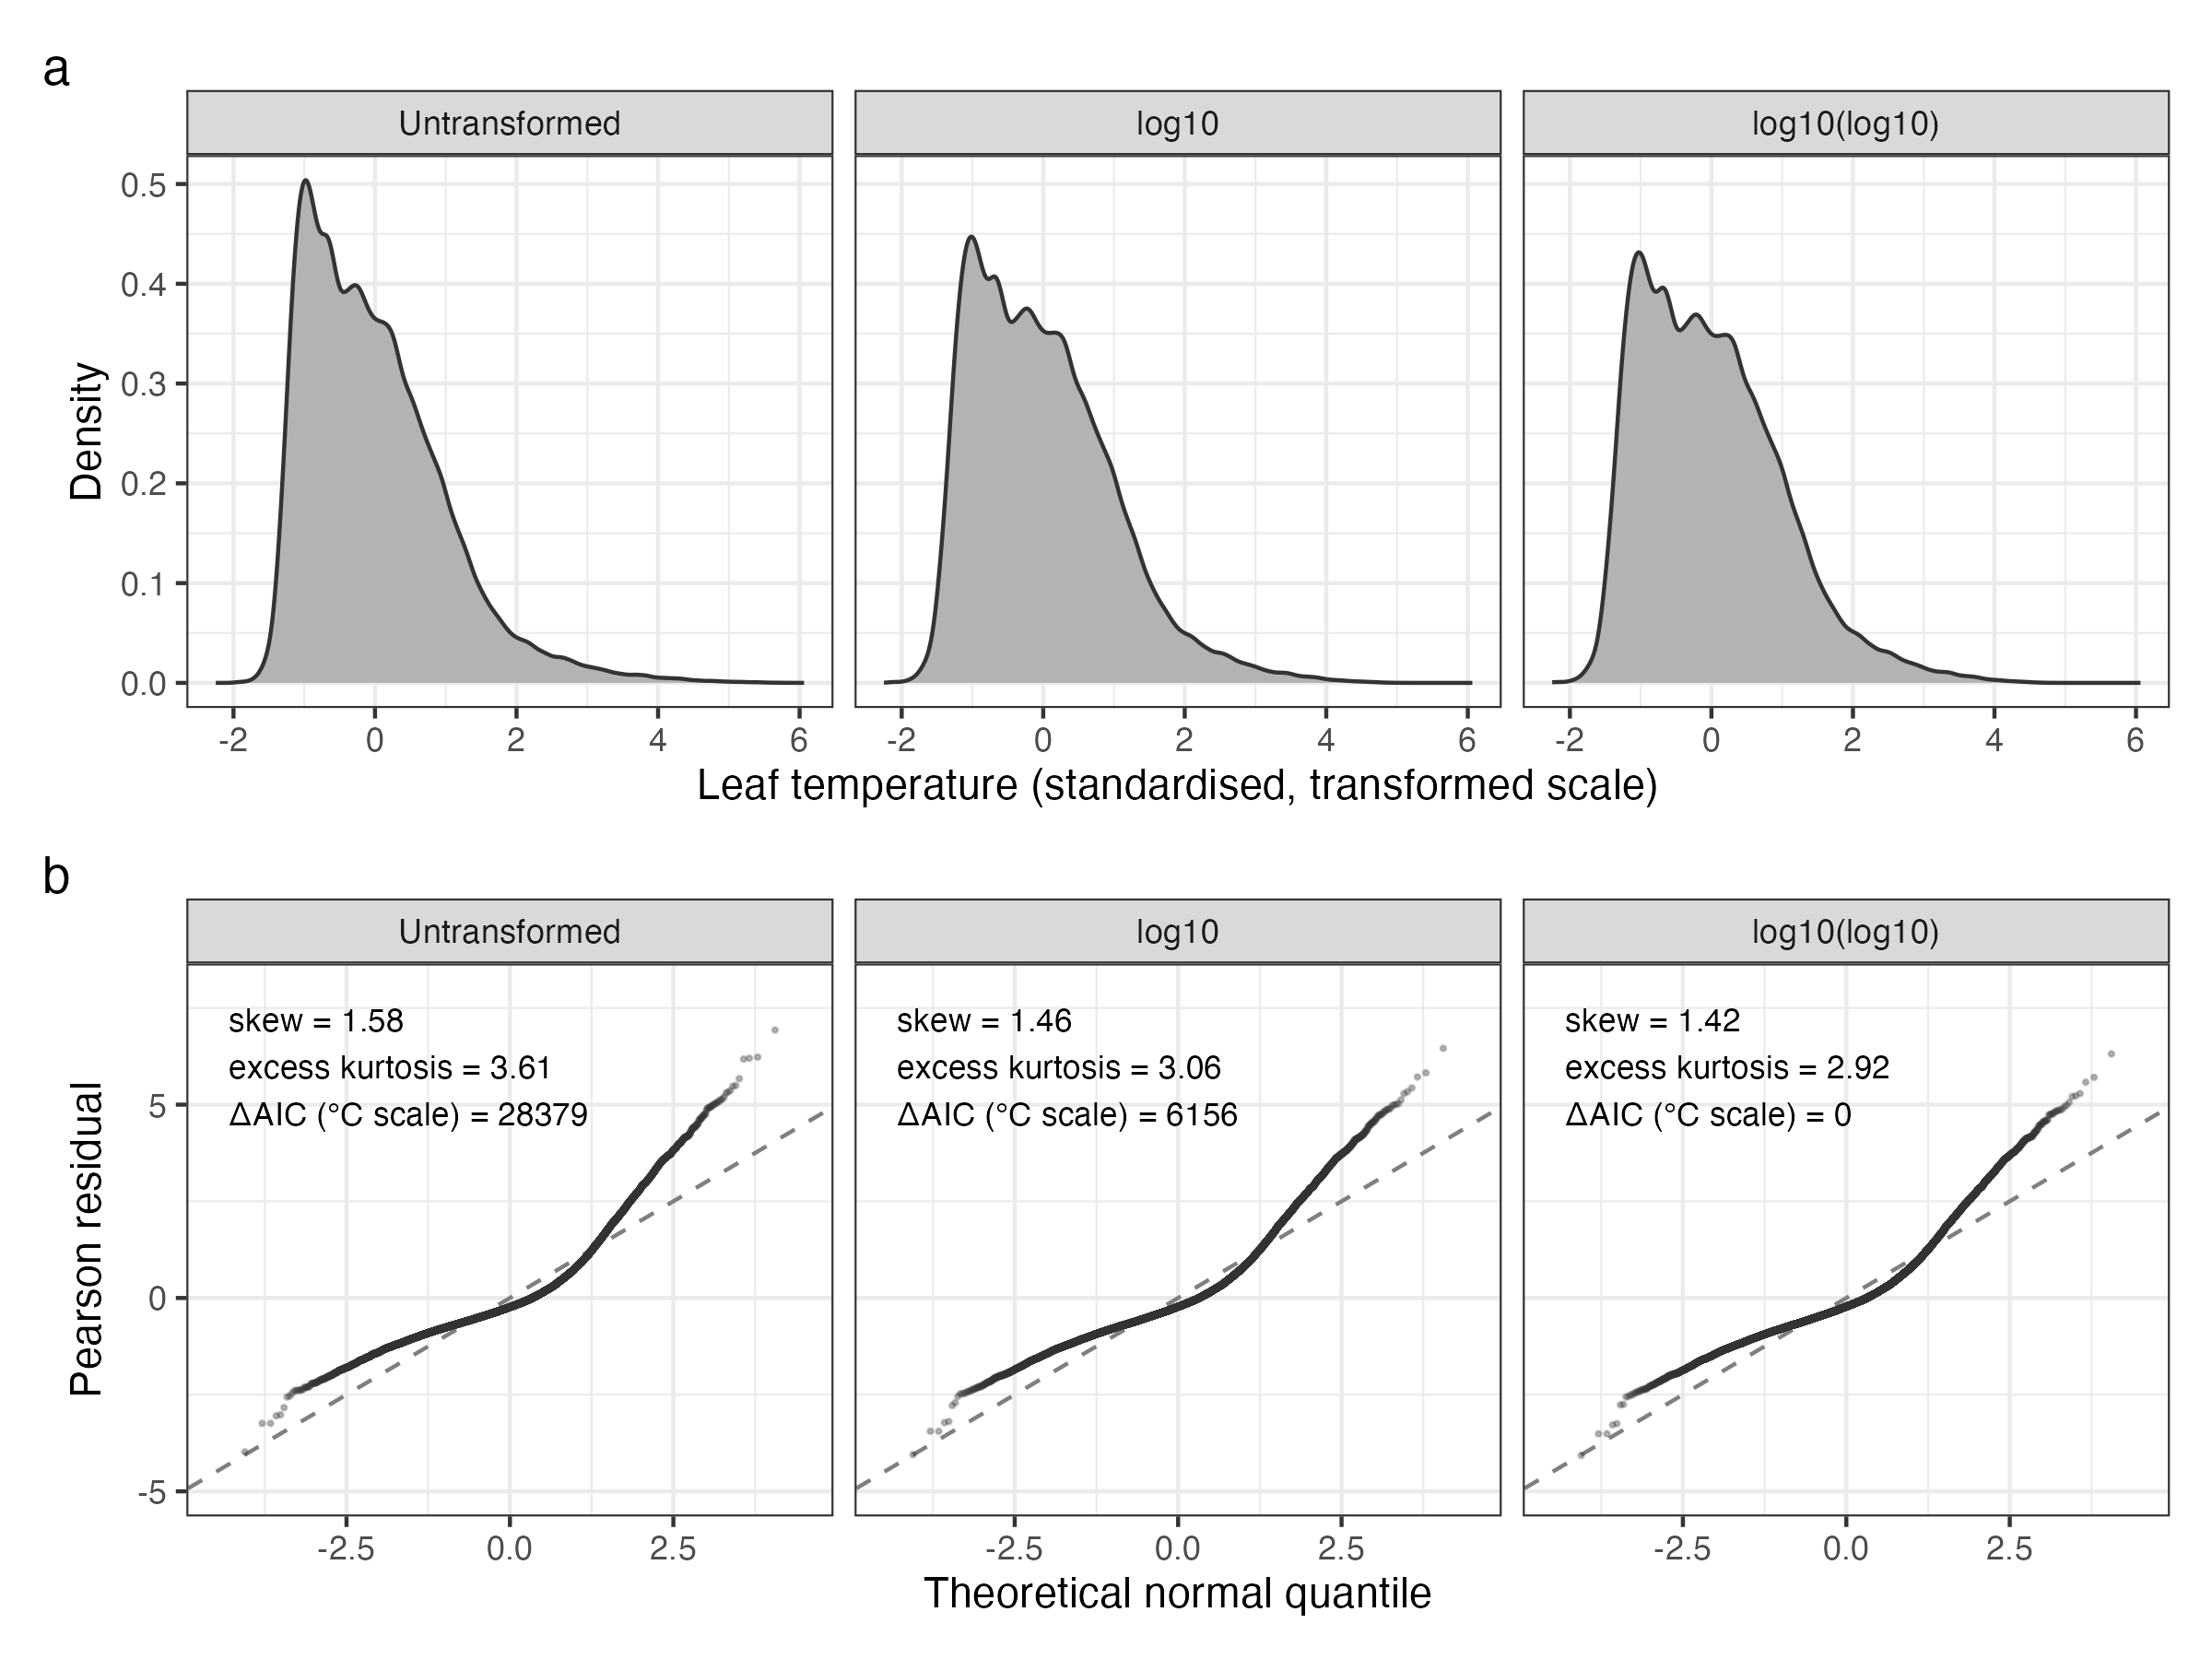 a
Untransformed log10 log10(log10)
Density
0.5
0.4
0.3
0.2
0.1
0.0
-2 0 2 4 6 -2 0 2 4 6 -2 0 2 4 6
Leaf temperature (standardised, transformed scale)
b
Untransformed log10 log10(log10)
Pearson residual
5
0
-5
skew = 1.58
excess kurtosis = 3.61
ΔAIC (°C scale) = 28379
skew = 1.46
excess kurtosis = 3.06
ΔAIC (°C scale) = 6156
skew = 1.42
excess kurtosis = 2.92
ΔAIC (°C scale) = 0
-2.5 0.0 2.5 -2.5 0.0 2.5 -2.5 0.0 2.5
Theoretical normal quantile